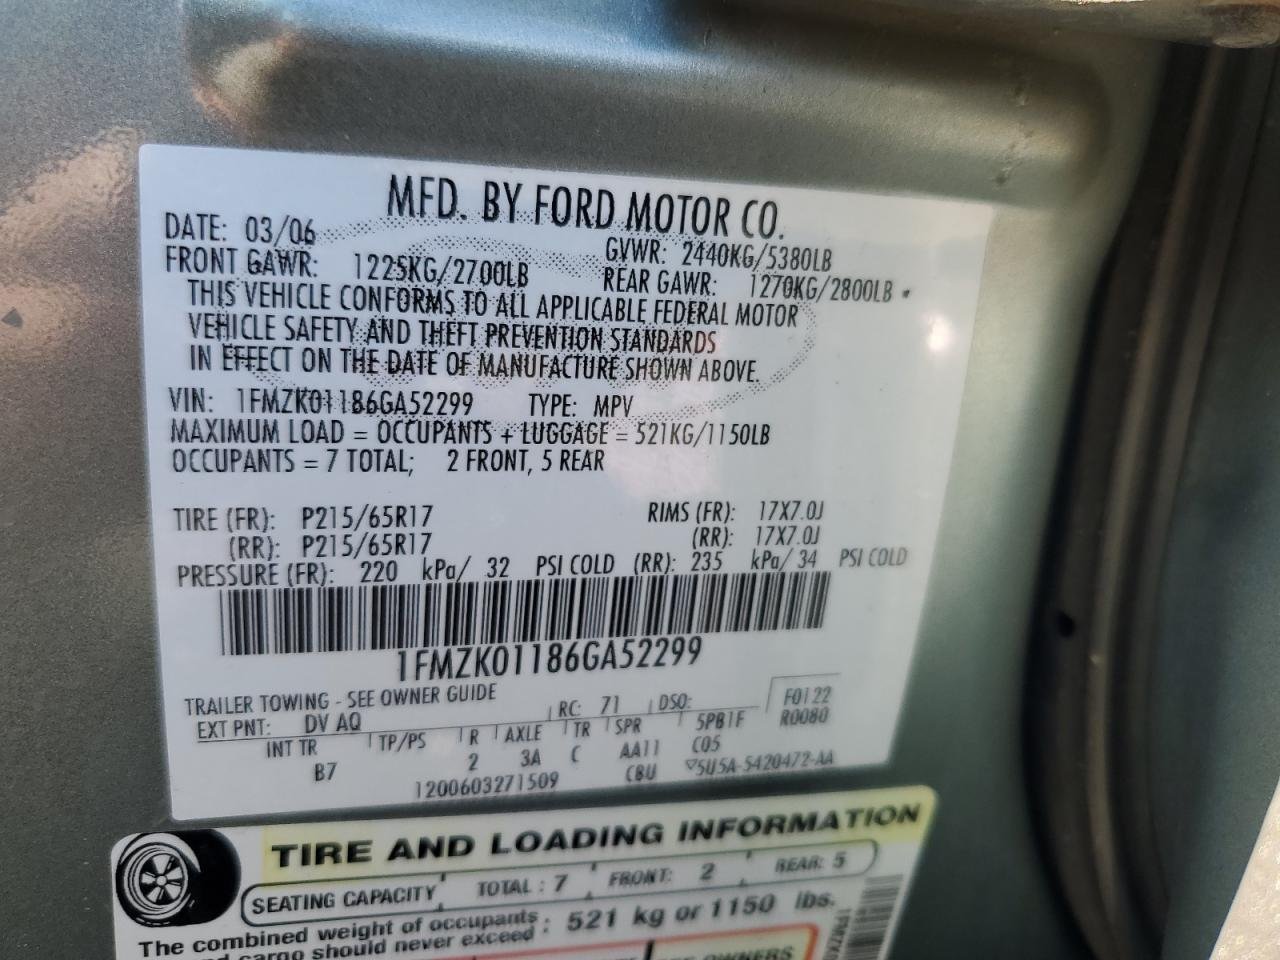 MFD. BY FORD MOTOR CO.
DATE: 03/06 GVWR: 2440KG/5380LB
FRONT GAWR: 1225KG/2700LB REAR GAWR: 1270KG/2800LB
THIS VEHICLE CONFORMS TO ALL APPLICABLE FEDERAL MOTOR
VEHICLE SAFETY AND THEFT PREVENTION STANDARDS
IN EFFECT ON THE DATE OF MANUFACTURE SHOWN ABOVE.
VIN: 1FMZK01186GA52299 TYPE: MPV
MAXIMUM LOAD = OCCUPANTS + LUGGAGE = 521KG/1150LB
OCCUPANTS = 7 TOTAL; 2 FRONT, 5 REAR
TIRE (FR): P215/65R17 RIMS (FR): 17X7.0J
(RR): P215/65R17 (RR): 17X7.0J
PRESSURE (FR): 220 kPa/ 32 PSI COLD (RR): 235 kPa/ 34 PSI COLD
1FMZK01186GA52299
TRAILER TOWING - SEE OWNER GUIDE
EXT PNT: DV AQ RC: 71 DSO: F0122
R0080
INT TR TP/PS R AXLE TR SPR 5PB1F
B7 2 3A C AA11 C05
1200603271509 CBU 5U5A-5420472-AA
TIRE AND LOADING INFORMATION
SEATING CAPACITY TOTAL : 7 FRONT: 2 REAR: 5
The combined weight of occupants : 521 kg or 1150 lbs.
cargo should never exceed :
OWNERS